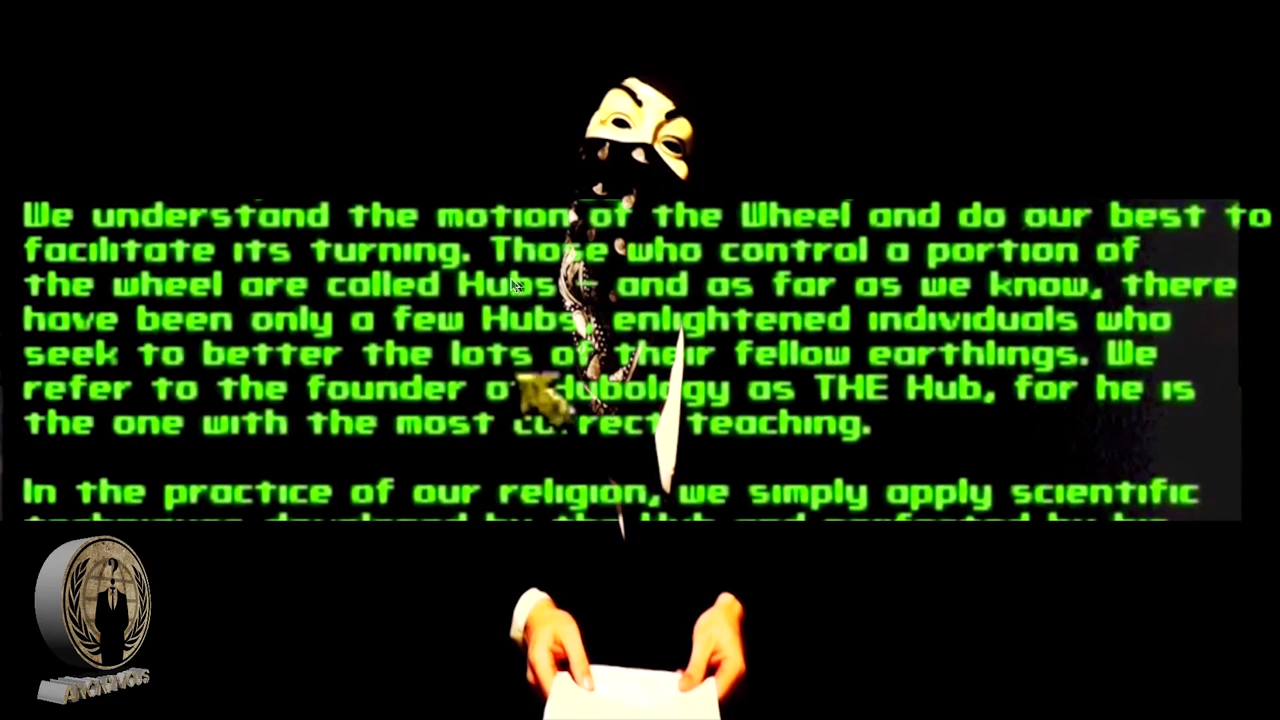 We understand the motion of the Wheel and do our best to
facilitate its turning. Those who control a portion of
the wheel are called Hubs - and as far as we know, there
have been only a few Hubs, enlightened individuals who
seek to better the lots of their fellow earthlings. We
refer to the founder of Hubology as THE Hub, for he is
the one with the most correct teaching.
In the practice of our religion, we simply apply scientific
ANONYMOUS